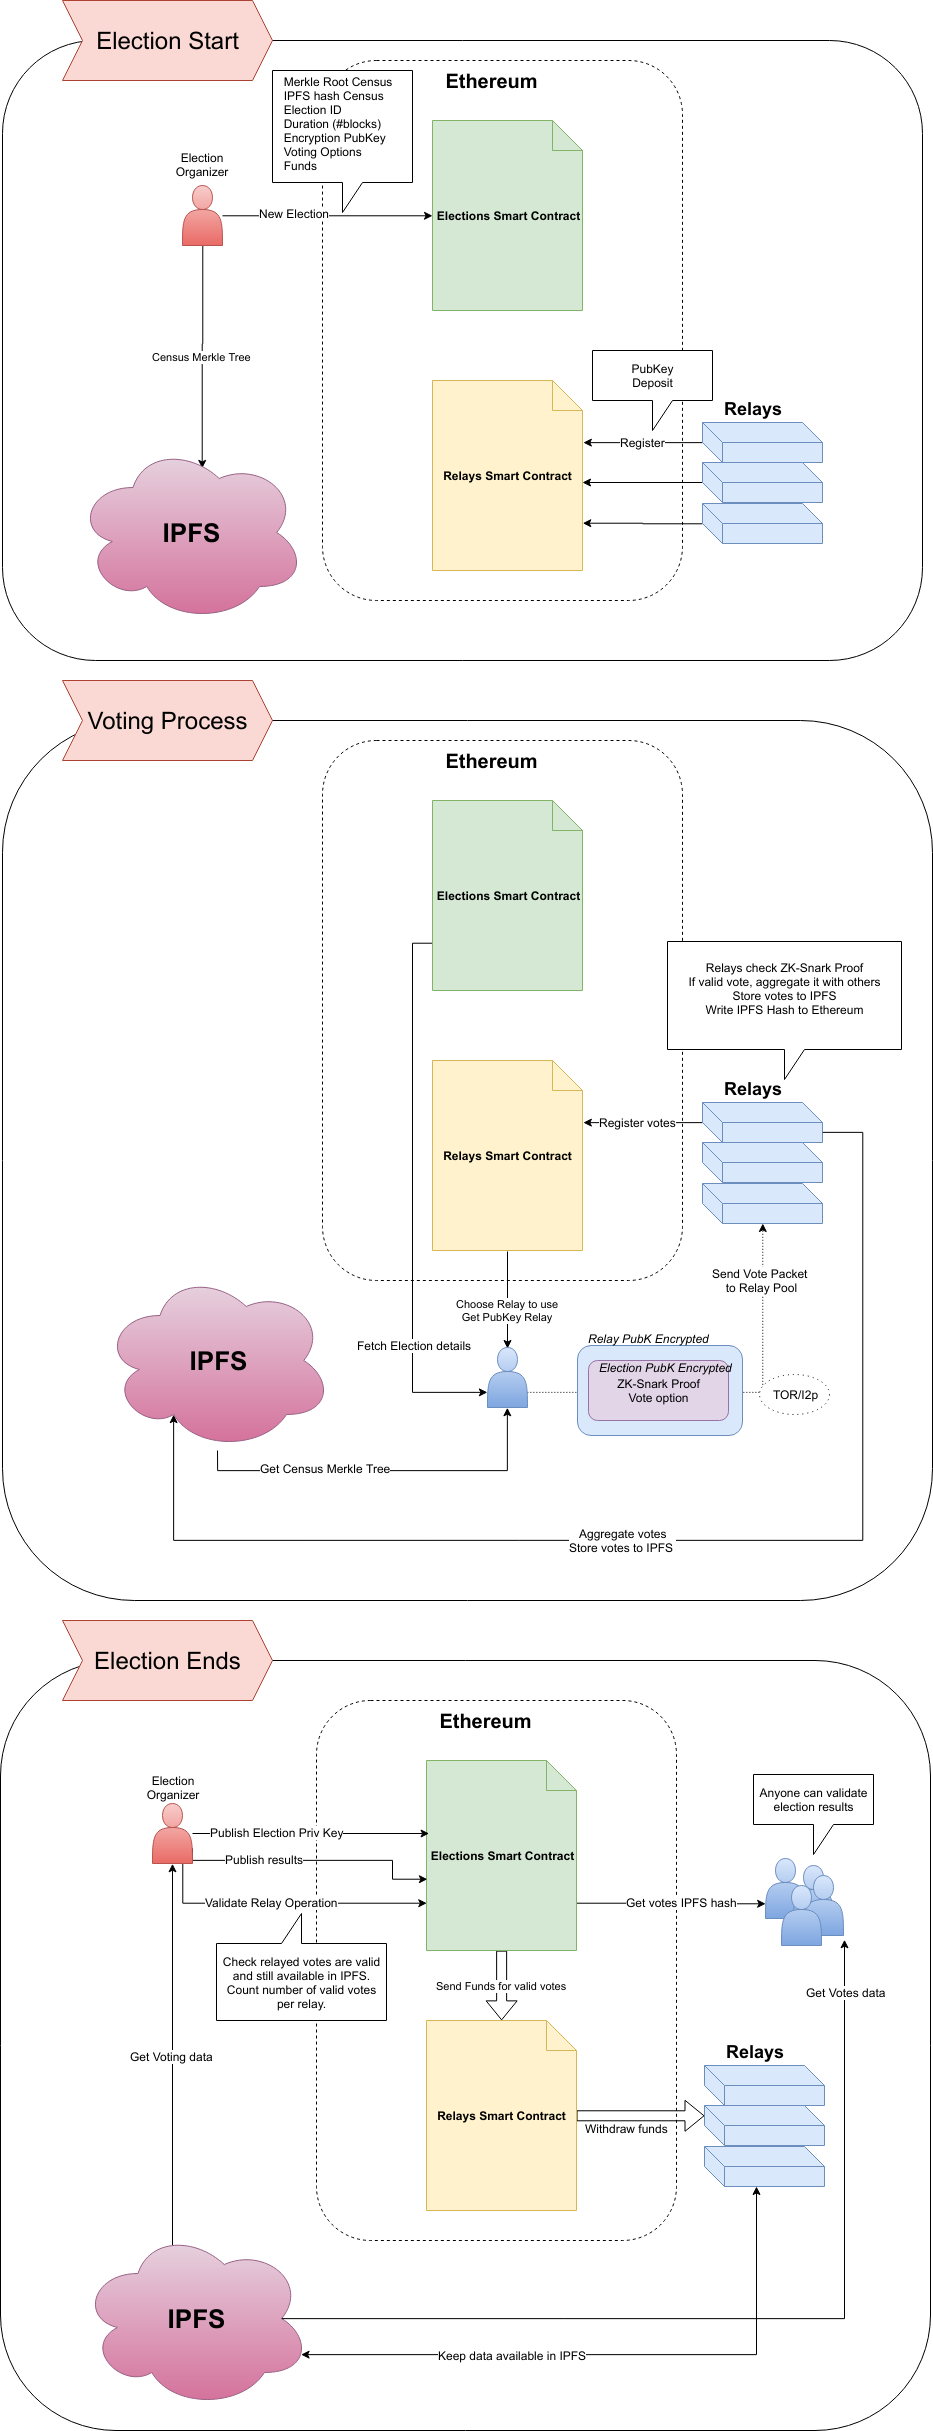 Election Start
Ethereum
Merkle Root Census
IPFS hash Census
Election ID
Duration (#blocks)
Encryption PubKey
Voting Options
Funds
Election
Organizer
New Election
Elections Smart Contract
Census Merkle Tree
PubKey
Deposit
Relays
Register
Relays Smart Contract
IPFS
Voting Process
Ethereum
Elections Smart Contract
Relays check ZK-Snark Proof
If valid vote, aggregate it with others
Store votes to IPFS
Write IPFS Hash to Ethereum
Relays
Register votes
Relays Smart Contract
Send Vote Packet
to Relay Pool
Choose Relay to use
Get PubKey Relay
Fetch Election details
IPFS
Relay PubK Encrypted
Election PubK Encrypted
ZK-Snark Proof
Vote option
TOR/I2p
Get Census Merkle Tree
Aggregate votes
Store votes to IPFS
Election Ends
Ethereum
Election
Organizer
Anyone can validate
election results
Publish Election Priv Key
Publish results
Elections Smart Contract
Validate Relay Operation
Get votes IPFS hash
Check relayed votes are valid
and still available in IPFS.
Count number of valid votes
per relay.
Send Funds for valid votes
Get Votes data
Get Voting data
Relays
Relays Smart Contract
Withdraw funds
IPFS
Keep data available in IPFS